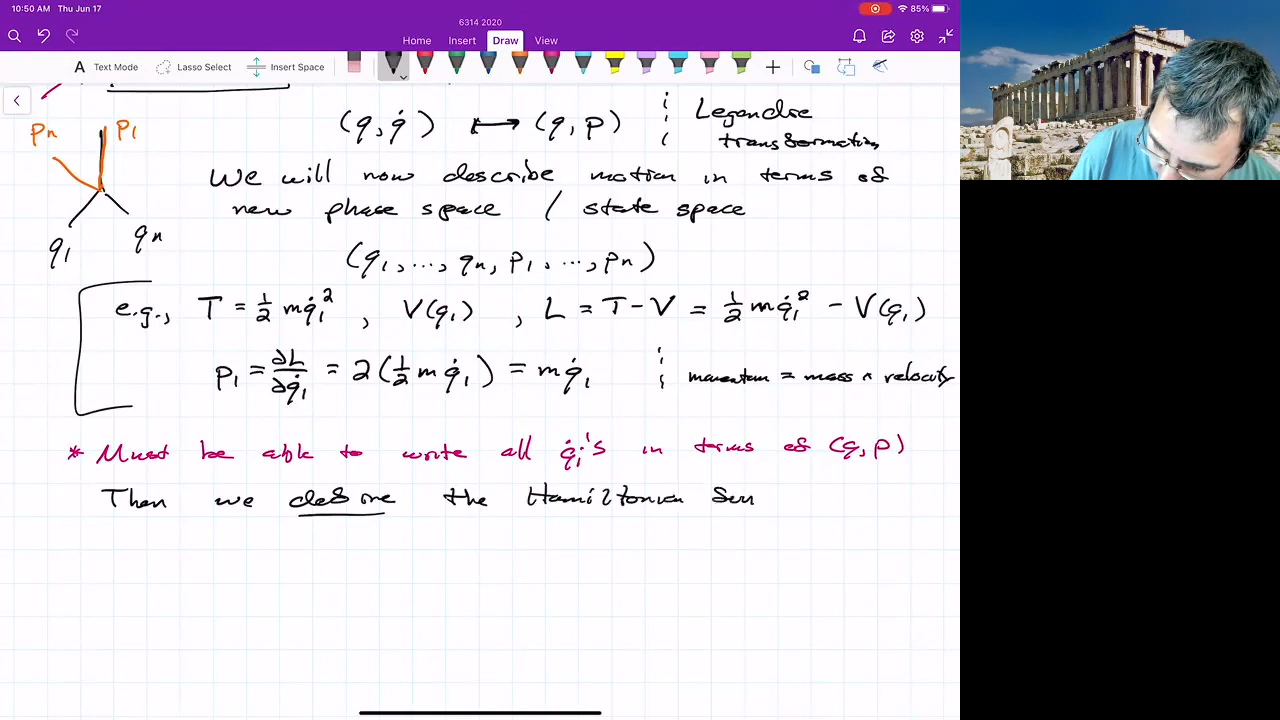 10:50 AM Thu Jun 17
85%
6314 2020
Home Insert Draw View
Text Mode Lasso Select Insert Space
(q, q̇) ↦ (q, p) Legendre transformation
pn p1
q1 qn
We will now describe motion in terms of
new phase space / state space
(q1, ..., qn, p1, ..., pn)
e.g., T = 1/2 m q̇1², V(q1), L = T - V = 1/2 m q̇1² - V(q1)
p1 = ∂L/∂q̇1 = 2(1/2 m q̇1) = m q̇1 momentum = mass × velocity
* Must be able to write all q̇i's in terms of (q, p)
Then we define the Hamiltonian fun